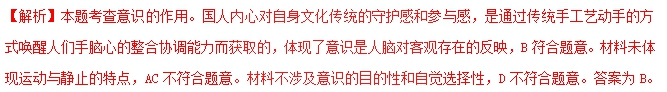 【解析】本题考查意识的作用。国人内心对自身文化传统的守护感和参与感，是通过传统手工艺动手的方
式唤醒人们手脑心的整合协调能力而获取的，体现了意识是人脑对客观存在的反映，B 符合题意。材料未体
现运动与静止的特点，AC 不符合题意。材料不涉及意识的目的性和自觉选择性，D 不符合题意。答案为 B。